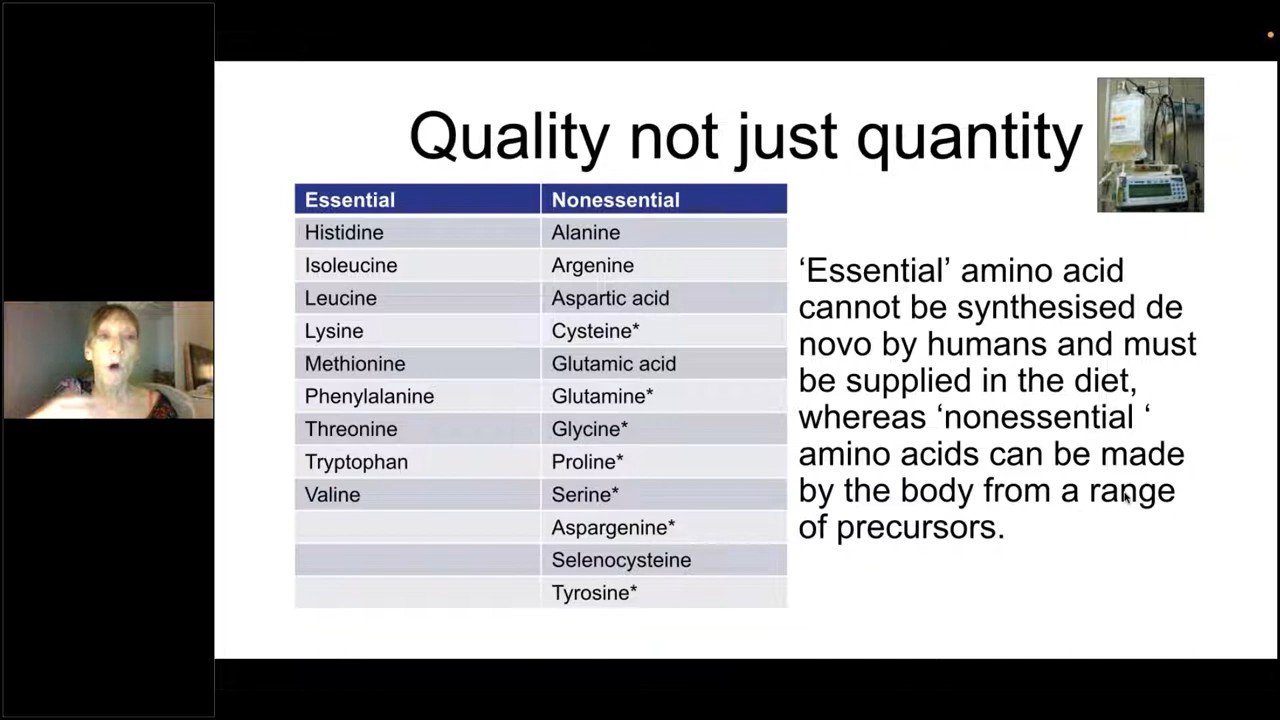 Quality not just quantity
Essential Nonessential
Histidine Alanine
Isoleucine Argenine
Leucine Aspartic acid
Lysine Cysteine*
Methionine Glutamic acid
Phenylalanine Glutamine*
Threonine Glycine*
Tryptophan Proline*
Valine Serine*
Aspargenine*
Selenocysteine
Tyrosine*
‘Essential’ amino acid
cannot be synthesised de
novo by humans and must
be supplied in the diet,
whereas ‘nonessential ‘
amino acids can be made
by the body from a range
of precursors.